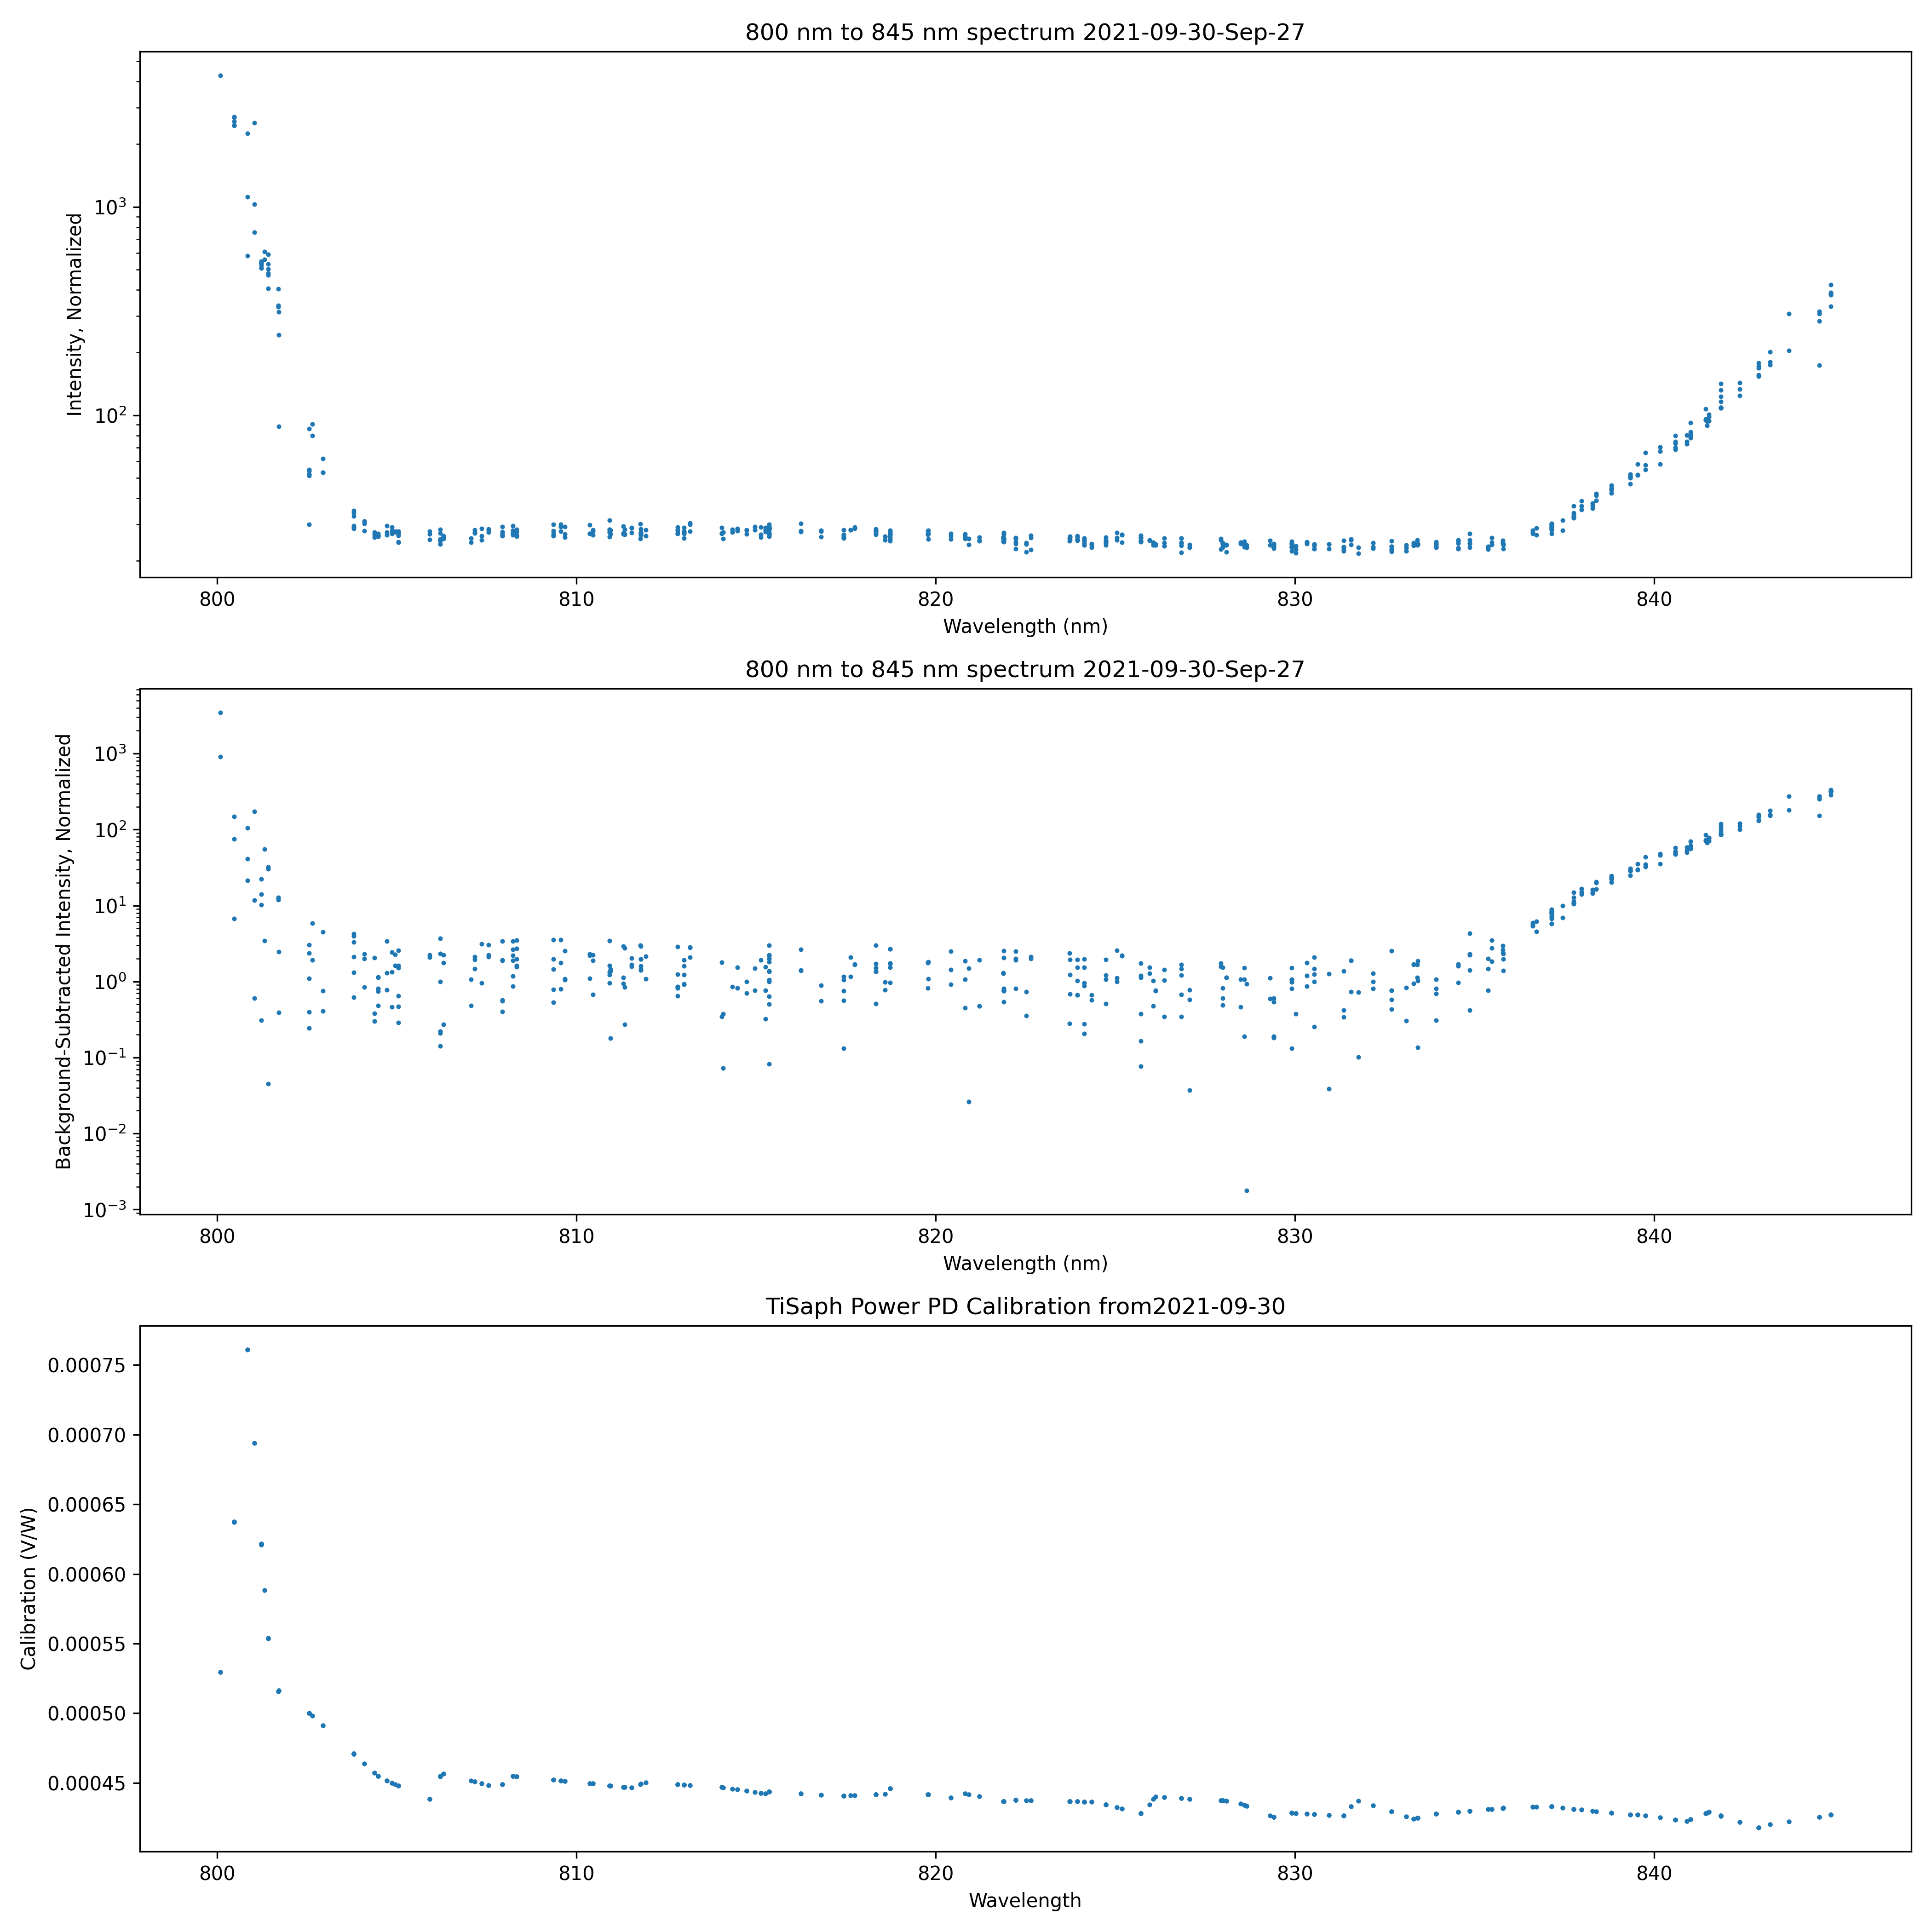 800 nm to 845 nm spectrum 2021-09-30-Sep-27
Intensity, Normalized
10³
10²
800 810 820 830 840
Wavelength (nm)
800 nm to 845 nm spectrum 2021-09-30-Sep-27
Background-Subtracted Intensity, Normalized
10³
10²
10¹
10⁰
10⁻¹
10⁻²
10⁻³
800 810 820 830 840
Wavelength (nm)
TiSaph Power PD Calibration from2021-09-30
Calibration (V/W)
0.00075
0.00070
0.00065
0.00060
0.00055
0.00050
0.00045
800 810 820 830 840
Wavelength